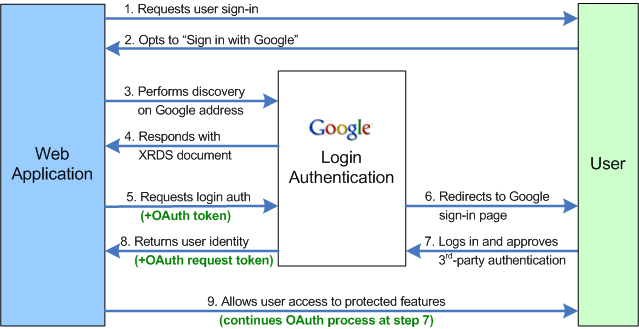 1. Requests user sign-in
2. Opts to “Sign in with Google”
3. Performs discovery
on Google address
4. Responds with
XRDS document
Web
Application
Google
Login
Authentication
User
5. Requests login auth
(+OAuth token)
6. Redirects to Google
sign-in page
8. Returns user identity
(+OAuth request token)
7. Logs in and approves
3rd-party authentication
9. Allows user access to protected features
(continues OAuth process at step 7)